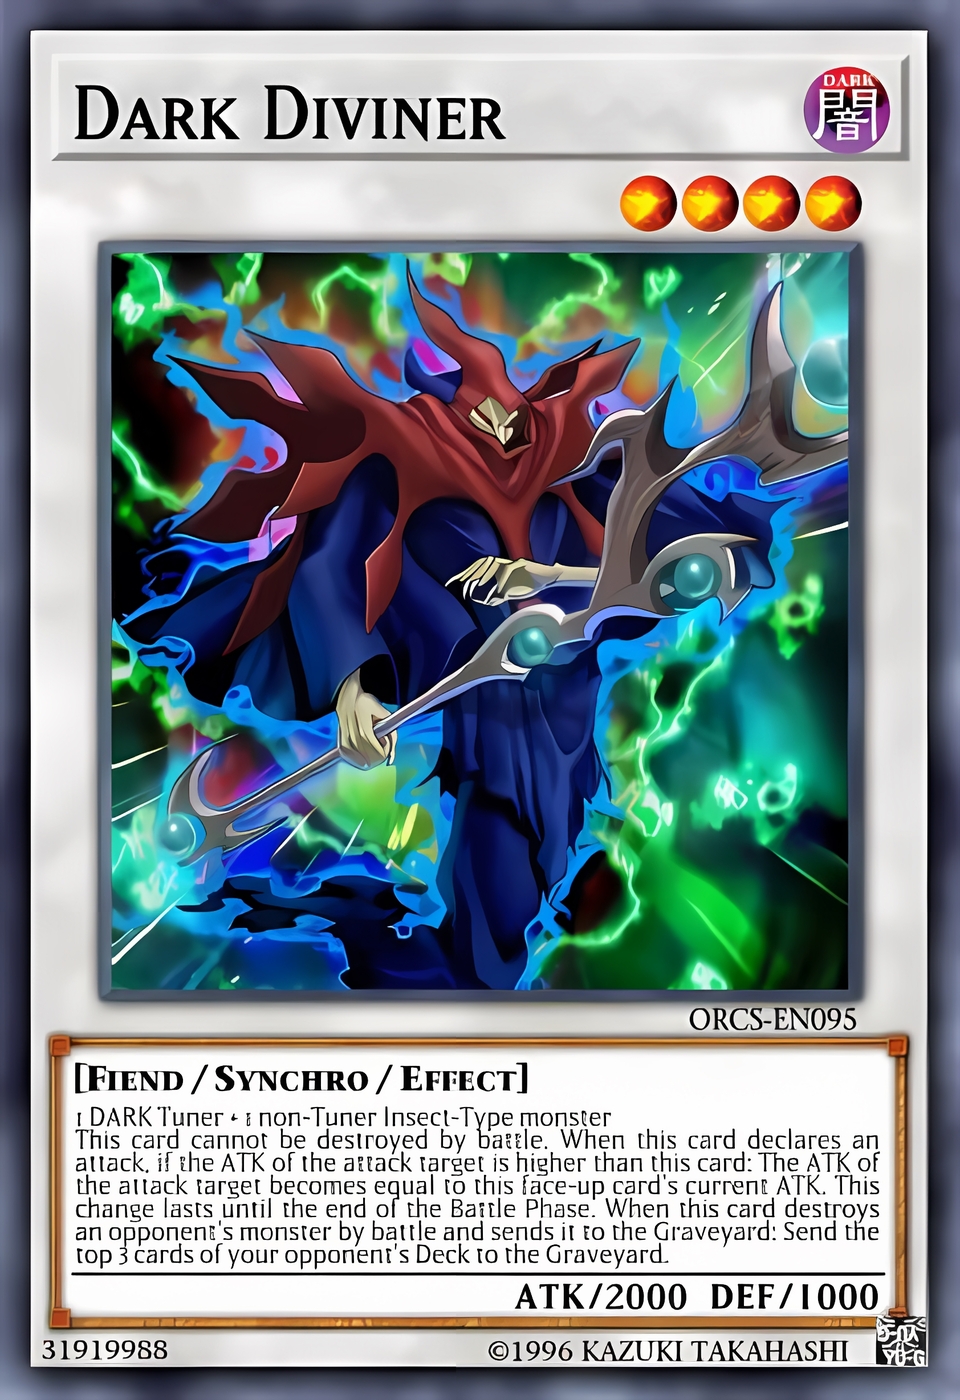 DARK DIVINER
DARK
闇
ORCS-EN095
[FIEND / SYNCHRO / EFFECT]
1 DARK Tuner + 1 non-Tuner Insect-Type monster
This card cannot be destroyed by battle. When this card declares an
attack, if the ATK of the attack target is higher than this card: The ATK of
the attack target becomes equal to this face-up card's current ATK. This
change lasts until the end of the Battle Phase. When this card destroys
an opponent's monster by battle and sends it to the Graveyard: Send the
top 3 cards of your opponent's Deck to the Graveyard.
ATK/2000 DEF/1000
31919988
©1996 KAZUKI TAKAHASHI